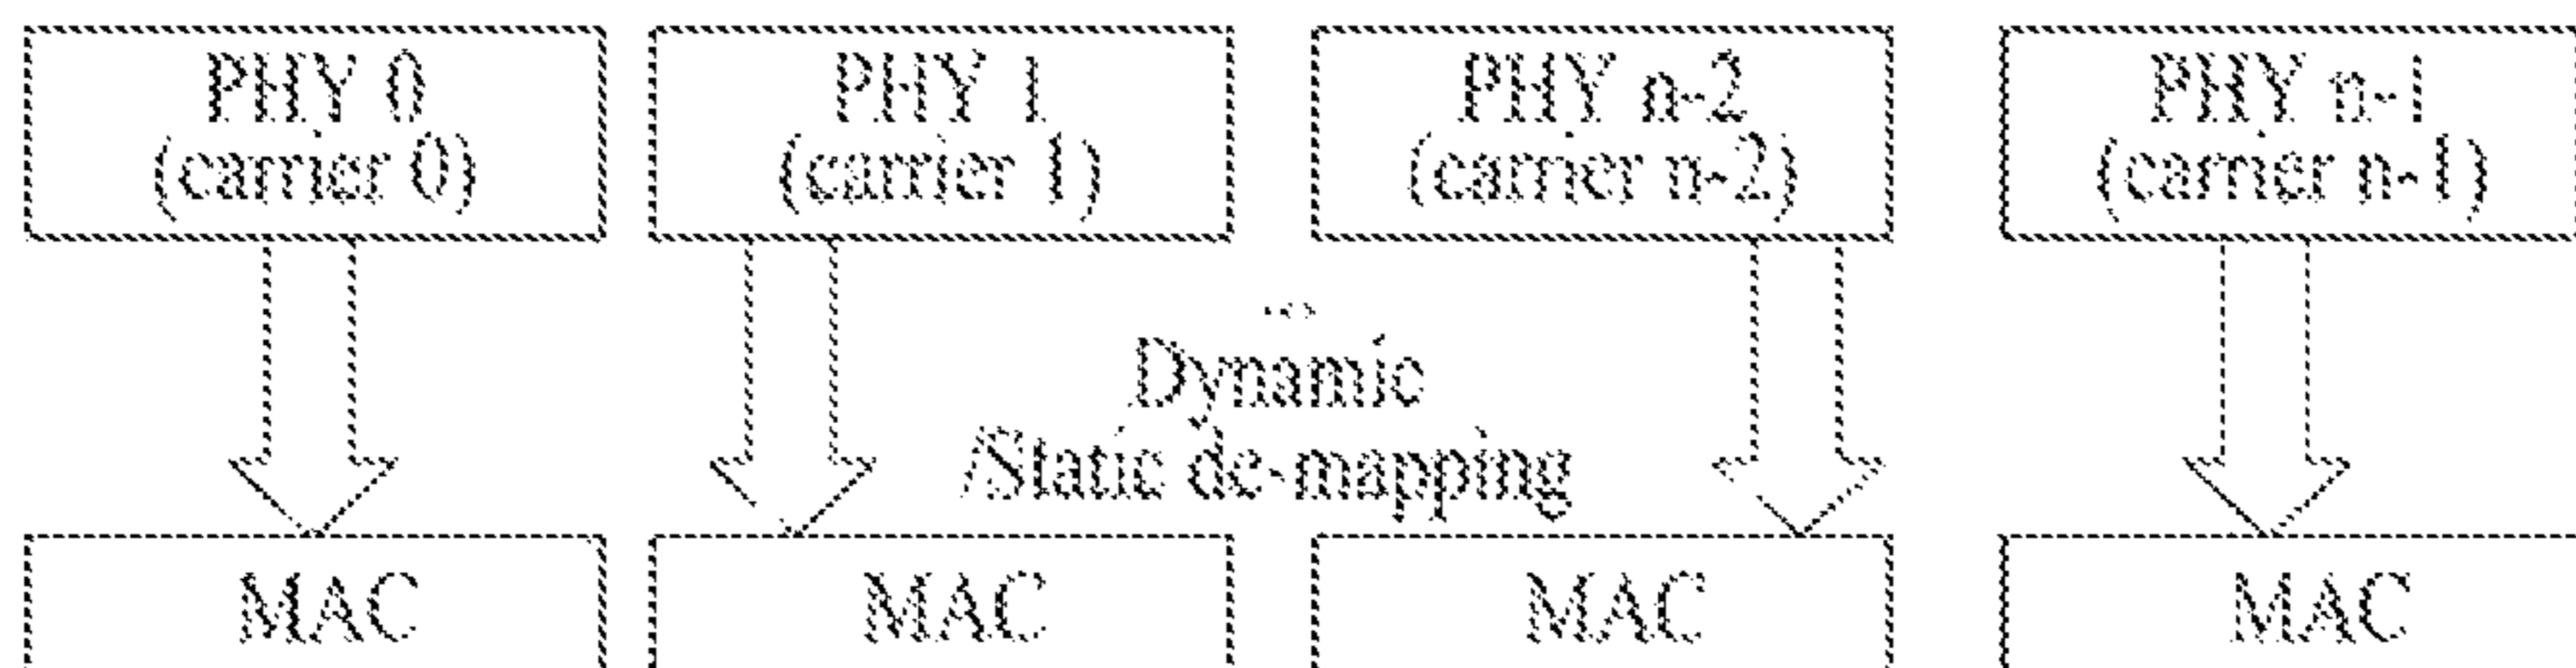 PHY 0
(carrier 0)
PHY 1
(carrier 1)
PHY n-2
(carrier n-2)
PHY n-1
(carrier n-1)
...
Dynamic
/Static de-mapping
MAC
MAC
MAC
MAC